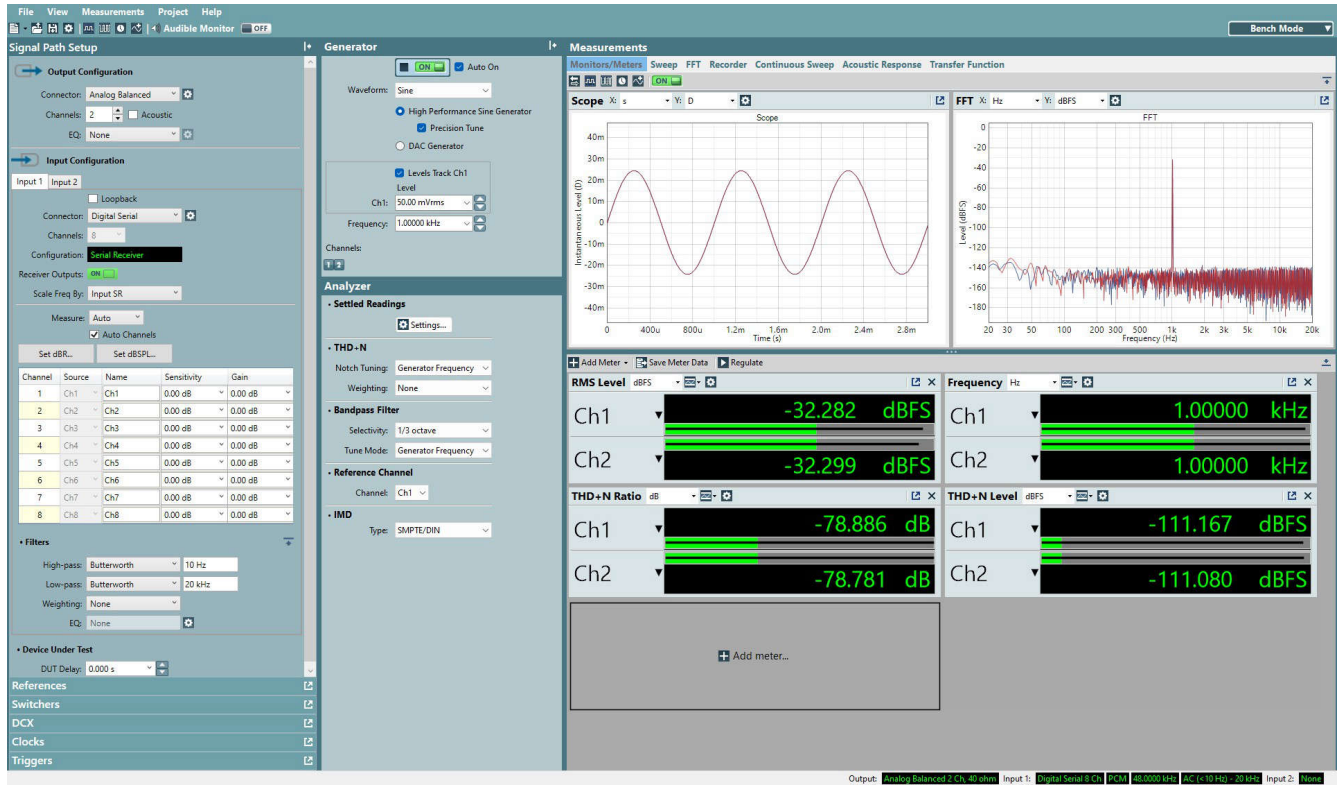 File View Measurements Project Help
Audible Monitor OFF
Bench Mode
Signal Path Setup
Output Configuration
Connector: Analog Balanced
Channels: 2 Acoustic
EQ: None
Input Configuration
Input 1 Input 2
Loopback
Connector: Digital Serial
Channels: 8
Configuration: Serial Receiver
Receiver Outputs: ON
Scale Freq By: Input SR
Measure: Auto
Auto Channels
Set dBR... Set dBSPL...
Channel Source Name Sensitivity Gain
1 Ch1 Ch1 0.00 dB 0.00 dB
2 Ch2 Ch2 0.00 dB 0.00 dB
3 Ch3 Ch3 0.00 dB 0.00 dB
4 Ch4 Ch4 0.00 dB 0.00 dB
5 Ch5 Ch5 0.00 dB 0.00 dB
6 Ch6 Ch6 0.00 dB 0.00 dB
7 Ch7 Ch7 0.00 dB 0.00 dB
8 Ch8 Ch8 0.00 dB 0.00 dB
• Filters
High-pass: Butterworth 10 Hz
Low-pass: Butterworth 20 kHz
Weighting: None
EQ: None
• Device Under Test
DUT Delay: 0.000 s
References
Switchers
DCX
Clocks
Triggers
Generator
ON Auto On
Waveform: Sine
High Performance Sine Generator
Precision Tune
DAC Generator
Levels Track Ch1
Level
Ch1: 50.00 mVrms
Frequency: 1.00000 kHz
Channels:
1 2
Analyzer
• Settled Readings
Settings...
• THD+N
Notch Tuning: Generator Frequency
Weighting: None
• Bandpass Filter
Selectivity: 1/3 octave
Tune Mode: Generator Frequency
• Reference Channel
Channel: Ch1
• IMD
Type: SMPTE/DIN
Measurements
Monitors/Meters Sweep FFT Recorder Continuous Sweep Acoustic Response Transfer Function
ON
Scope X: s Y: D
Scope
Instantaneous Level (D)
40m
30m
20m
10m
0
-10m
-20m
-30m
-40m
0 400u 800u 1.2m 1.6m 2.0m 2.4m 2.8m
Time (s)
FFT X: Hz Y: dBFS
FFT
Level (dBFS)
0
-20
-40
-60
-80
-100
-120
-140
-160
-180
20 30 50 100 200 300 500 1k 2k 3k 5k 10k 20k
Frequency (Hz)
Add Meter Save Meter Data Regulate
RMS Level dBFS
Ch1 -32.282 dBFS
Ch2 -32.299 dBFS
Frequency Hz
Ch1 1.00000 kHz
Ch2 1.00000 kHz
THD+N Ratio dB
Ch1 -78.886 dB
Ch2 -78.781 dB
THD+N Level dBFS
Ch1 -111.167 dBFS
Ch2 -111.080 dBFS
Add meter...
Output: Analog Balanced 2 Ch, 40 ohm Input 1: Digital Serial 8 Ch PCM 48.0000 kHz AC (<10 Hz) - 20 kHz Input 2: None